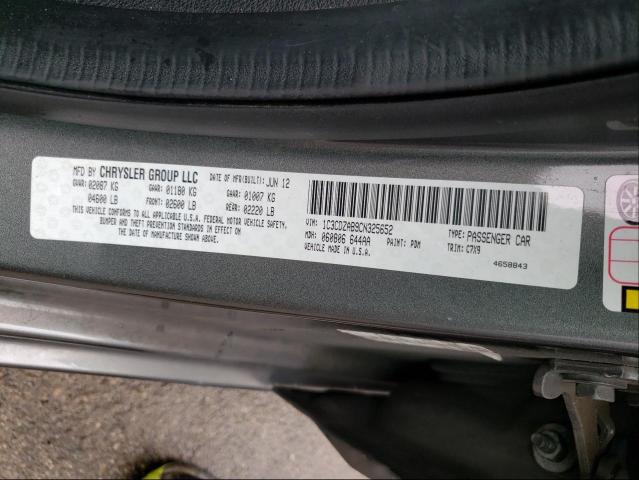 MFD BY CHRYSLER GROUP LLC DATE OF MFR(BUILT): JUN 12
GVWR: GAWR: 01180 KG GAWR: 01007 KG
02087 KG
04600 LB FRONT: 02600 LB REAR: 02220 LB
THIS VEHICLE CONFORMS TO ALL APPLICABLE U.S.A. FEDERAL MOTOR VEHICLE SAFETY,
BUMPER AND THEFT PREVENTION STANDARDS IN EFFECT ON
THE DATE OF MANUFACTURE SHOWN ABOVE.
VIN: 1C3CDZAB9CN325652 TYPE: PASSENGER CAR
MDH: 060806 644AA PAINT: PDM TRIM: C7X9
VEHICLE MADE IN U.S.A.
4658843